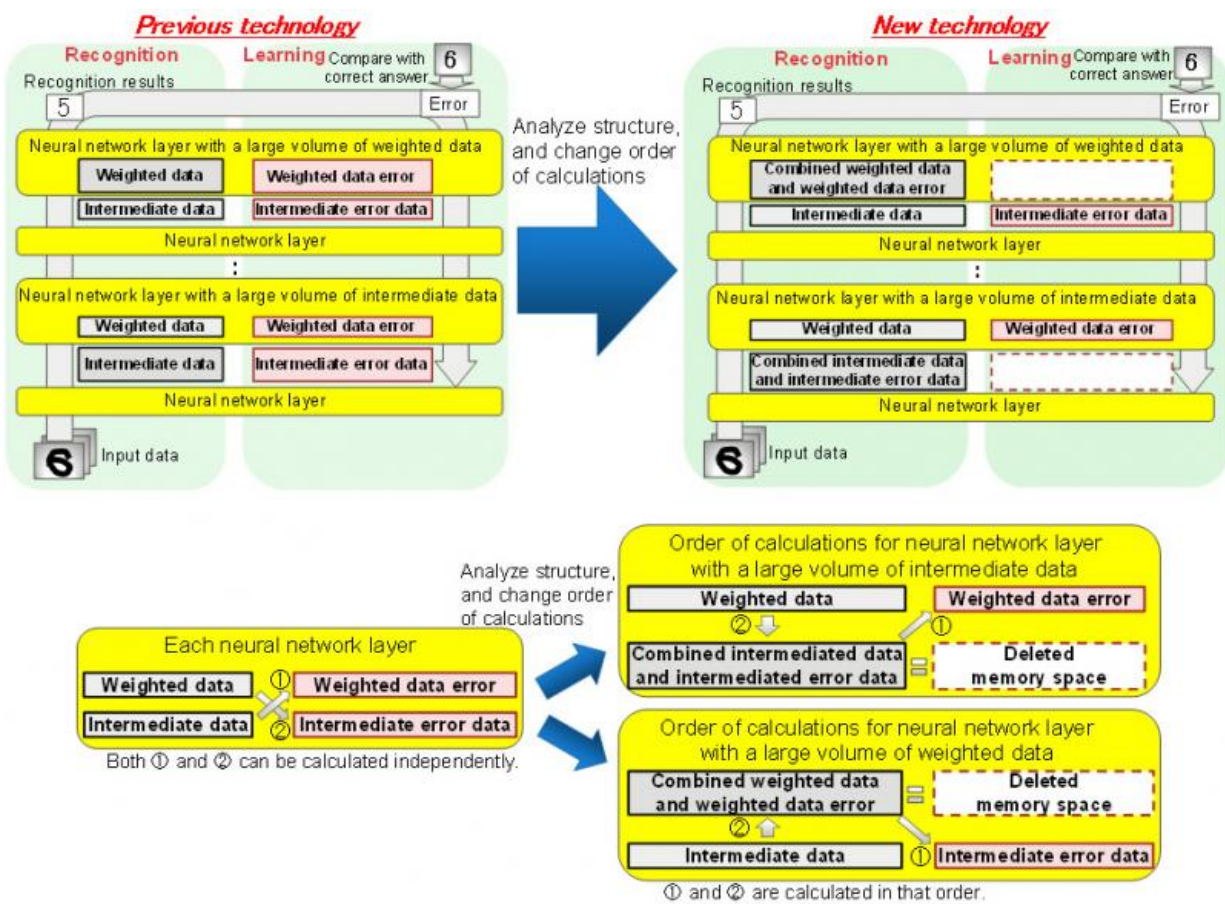 Previous technology
Recognition
Learning
Compare with
correct answer
6
Recognition results
5
Error
Neural network layer with a large volume of weighted data
Weighted data
Weighted data error
Intermediate data
Intermediate error data
Neural network layer
:
Neural network layer with a large volume of intermediate data
Weighted data
Weighted data error
Intermediate data
Intermediate error data
Neural network layer
6
Input data
Analyze structure,
and change order
of calculations
New technology
Recognition
Learning
Compare with
correct answer
6
Recognition results
5
Error
Neural network layer with a large volume of weighted data
Combined weighted data
and weighted data error
Intermediate data
Intermediate error data
Neural network layer
:
Neural network layer with a large volume of intermediate data
Weighted data
Weighted data error
Combined intermediate data
and intermediate error data
Neural network layer
6
Input data
Each neural network layer
Weighted data
①
Weighted data error
Intermediate data
②
Intermediate error data
Both ① and ② can be calculated independently.
Analyze structure,
and change order
of calculations
Order of calculations for neural network layer
with a large volume of intermediate data
Weighted data
Weighted data error
②
①
Combined intermediated data
and intermediated error data
=
Deleted
memory space
Order of calculations for neural network layer
with a large volume of weighted data
Combined weighted data
and weighted data error
=
Deleted
memory space
②
①
Intermediate data
Intermediate error data
① and ② are calculated in that order.